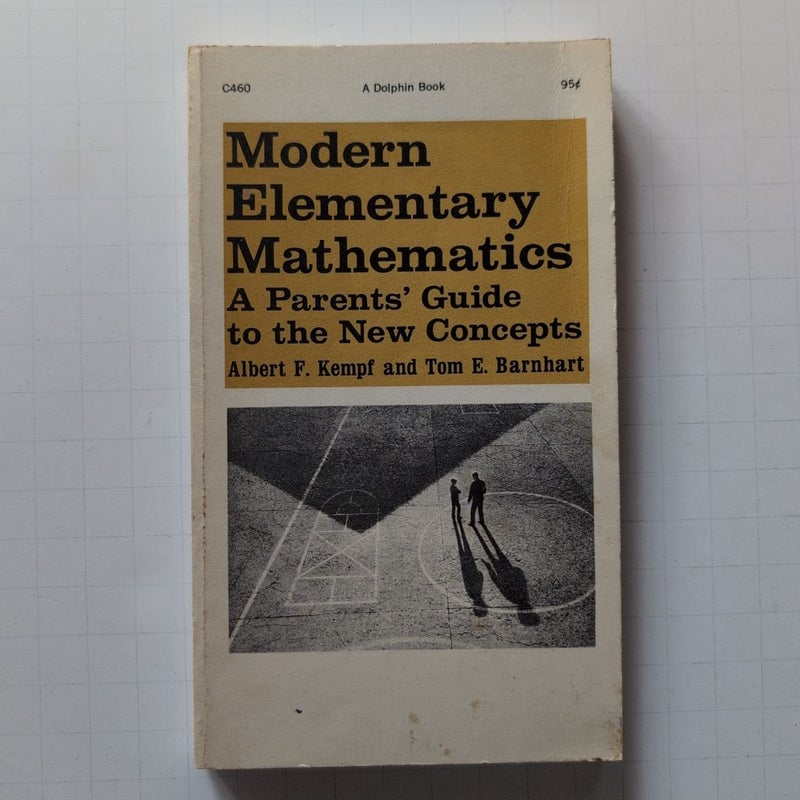 C460 A Dolphin Book 95¢
Modern
Elementary
Mathematics
A Parents’ Guide
to the New Concepts
Albert F. Kempf and Tom E. Barnhart